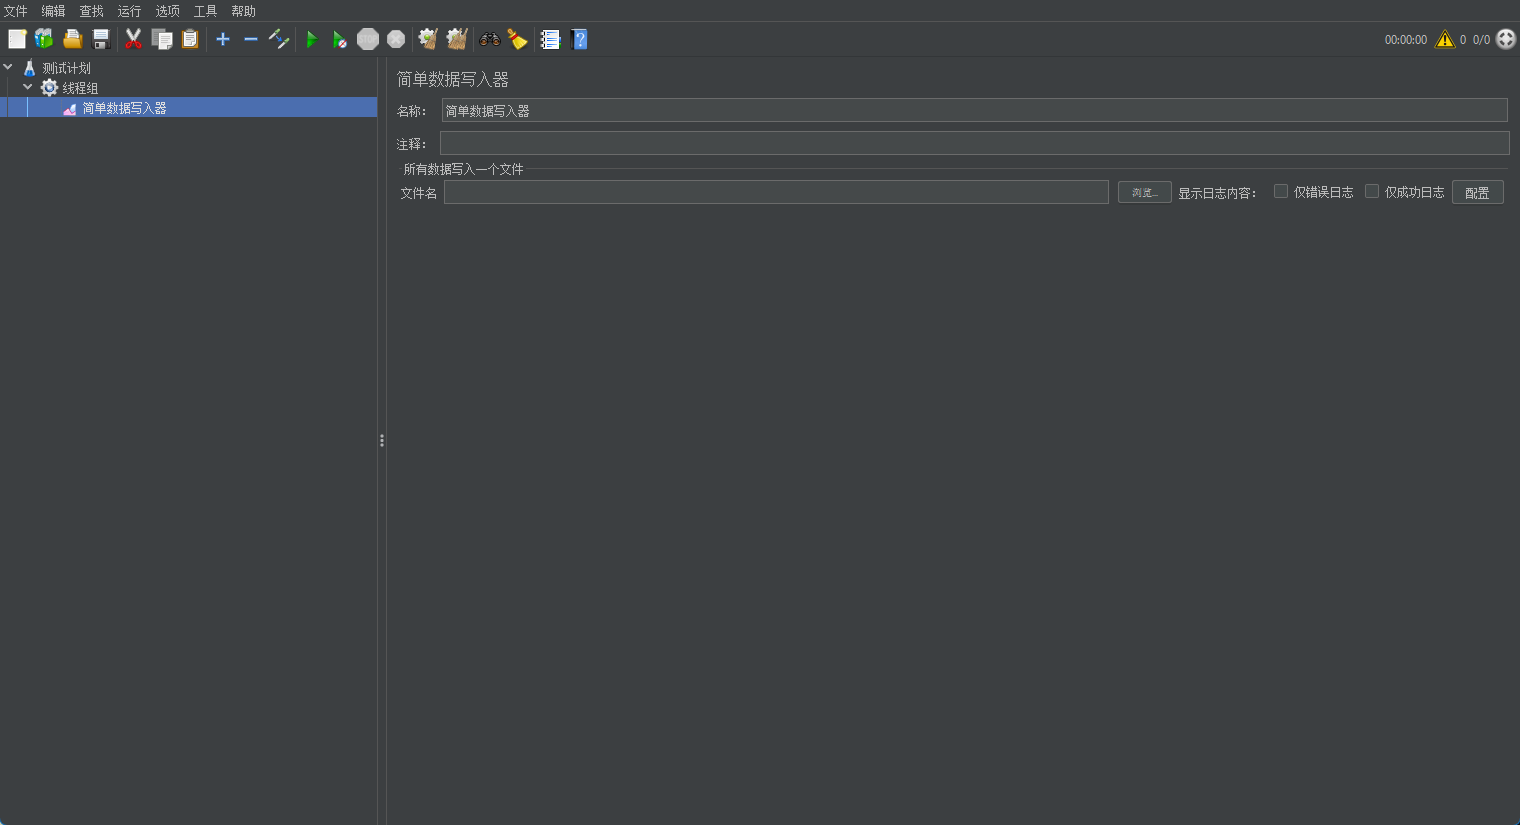 文件 编辑 查找 运行 选项 工具 帮助
00:00:00 0 0/0
测试计划
线程组
简单数据写入器
简单数据写入器
名称： 简单数据写入器
注释：
所有数据写入一个文件
文件名 浏览... 显示日志内容： 仅错误日志 仅成功日志 配置